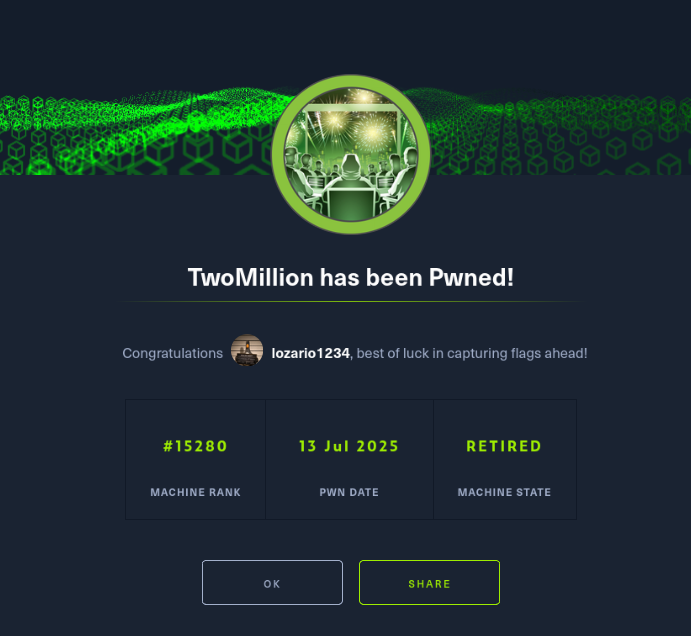 TwoMillion has been Pwned!
Congratulations lozario1234, best of luck in capturing flags ahead!
#15280 13 Jul 2025 RETIRED
MACHINE RANK PWN DATE MACHINE STATE
OK SHARE